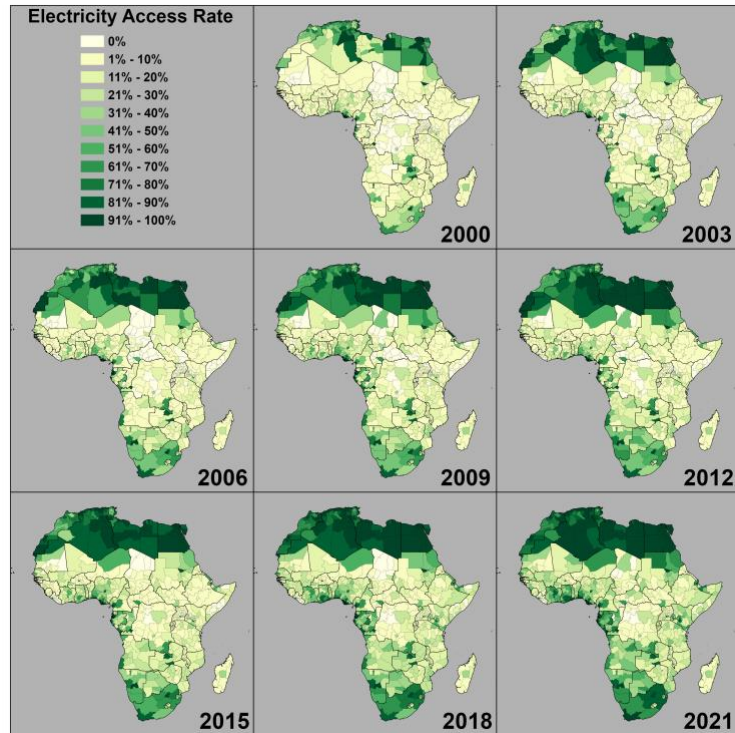 Electricity Access Rate
0%
1% - 10%
11% - 20%
21% - 30%
31% - 40%
41% - 50%
51% - 60%
61% - 70%
71% - 80%
81% - 90%
91% - 100%
2000
2003
2006
2009
2012
2015
2018
2021